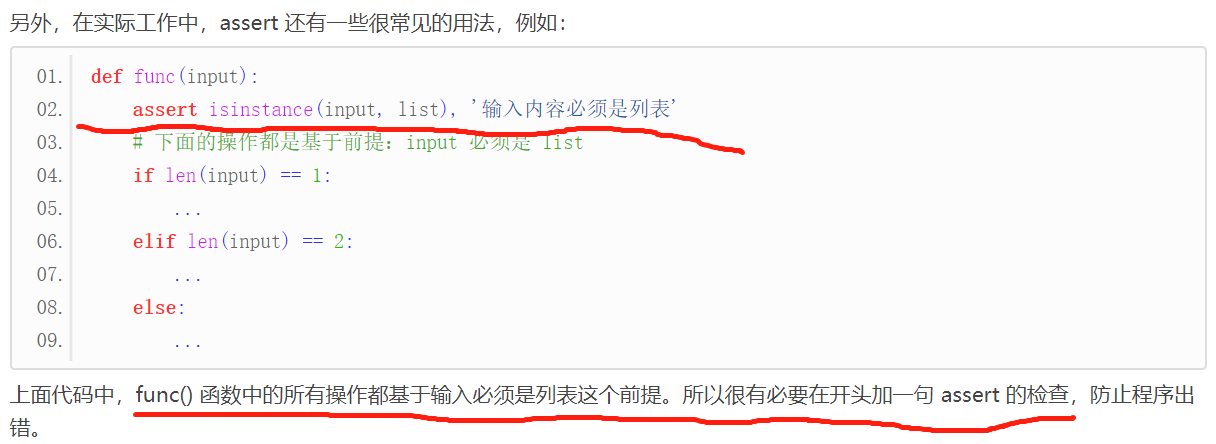 另外，在实际工作中，assert 还有一些很常见的用法，例如：
01. def func(input):
02.     assert isinstance(input, list), '输入内容必须是列表'
03.     # 下面的操作都是基于前提：input 必须是 list
04.     if len(input) == 1:
05.         ...
06.     elif len(input) == 2:
07.         ...
08.     else:
09.         ...
上面代码中，func() 函数中的所有操作都基于输入必须是列表这个前提。所以很有必要在开头加一句 assert 的检查，防止程序出
错。